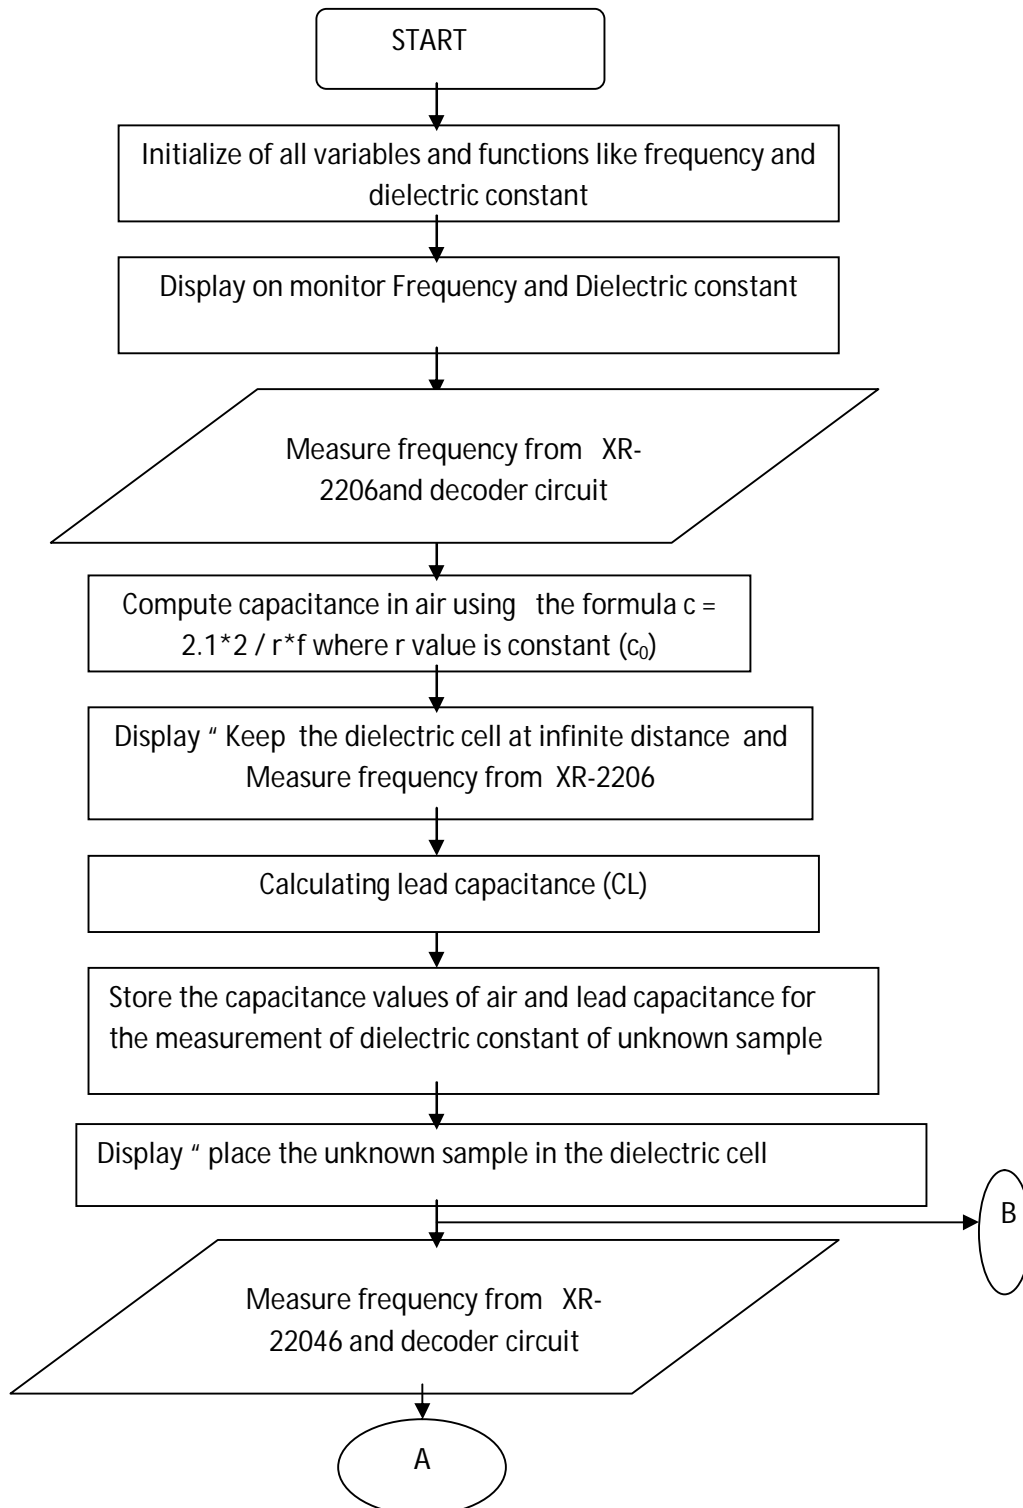 START
Initialize of all variables and functions like frequency and
dielectric constant
Display on monitor Frequency and Dielectric constant
Measure frequency from XR-
2206and decoder circuit
Compute capacitance in air using the formula c =
2.1*2 / r*f where r value is constant (c₀)
Display “ Keep the dielectric cell at infinite distance and
Measure frequency from XR-2206
Calculating lead capacitance (CL)
Store the capacitance values of air and lead capacitance for
the measurement of dielectric constant of unknown sample
Display “ place the unknown sample in the dielectric cell
B
Measure frequency from XR-
22046 and decoder circuit
A